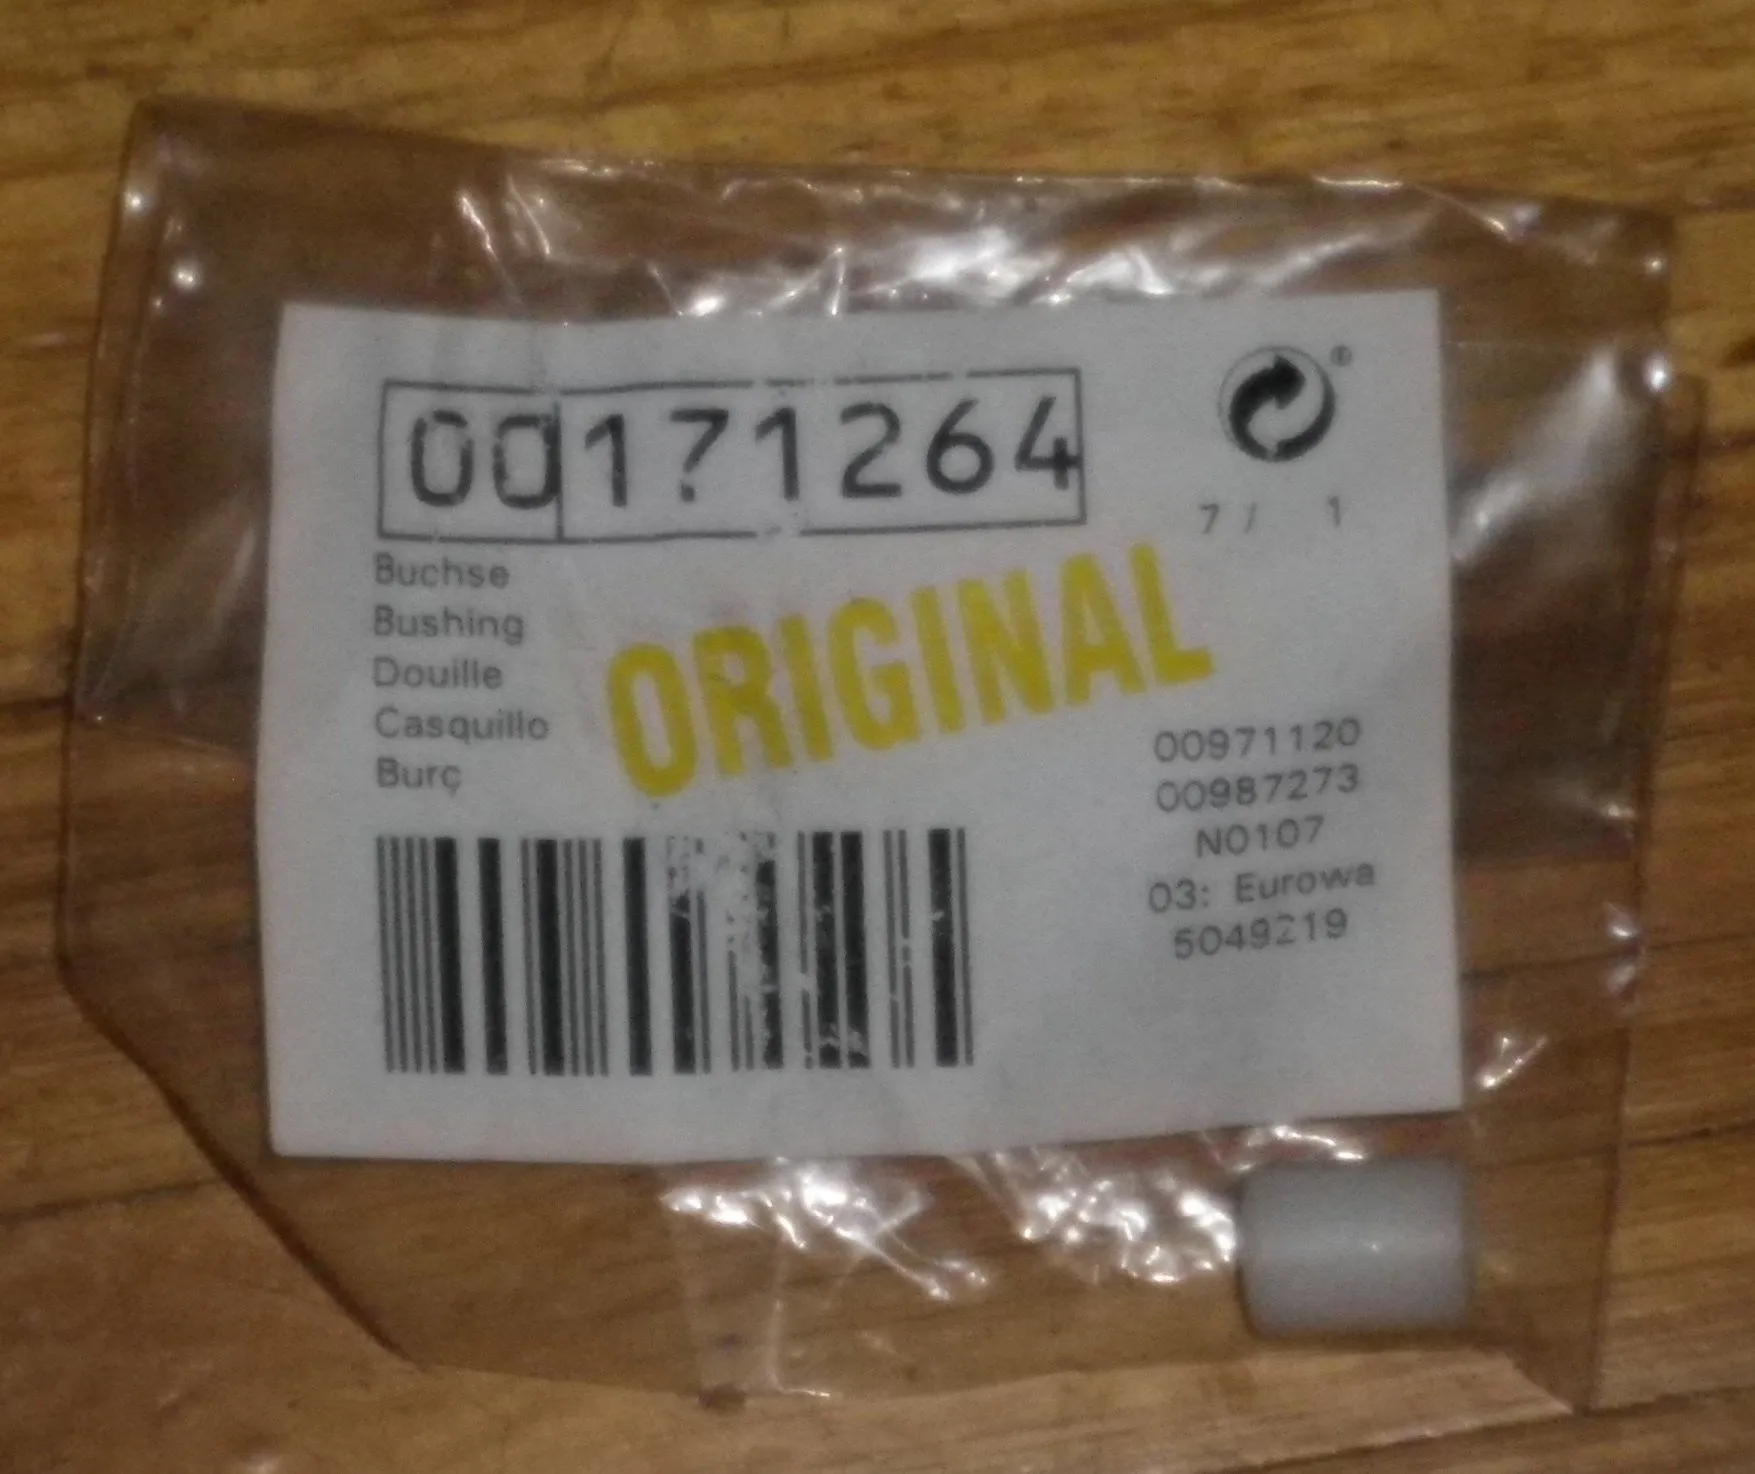 00171264
®
7 / 1
Buchse
Bushing
Douille
Casquillo
Burç
ORIGINAL
00971120
00987273
N0107
03: Eurowa
5049219